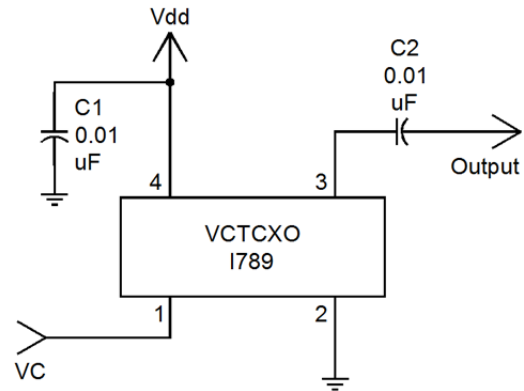 Vdd
C1
0.01
uF
C2
0.01
uF
Output
4
3
VCTCXO
I789
1
2
VC